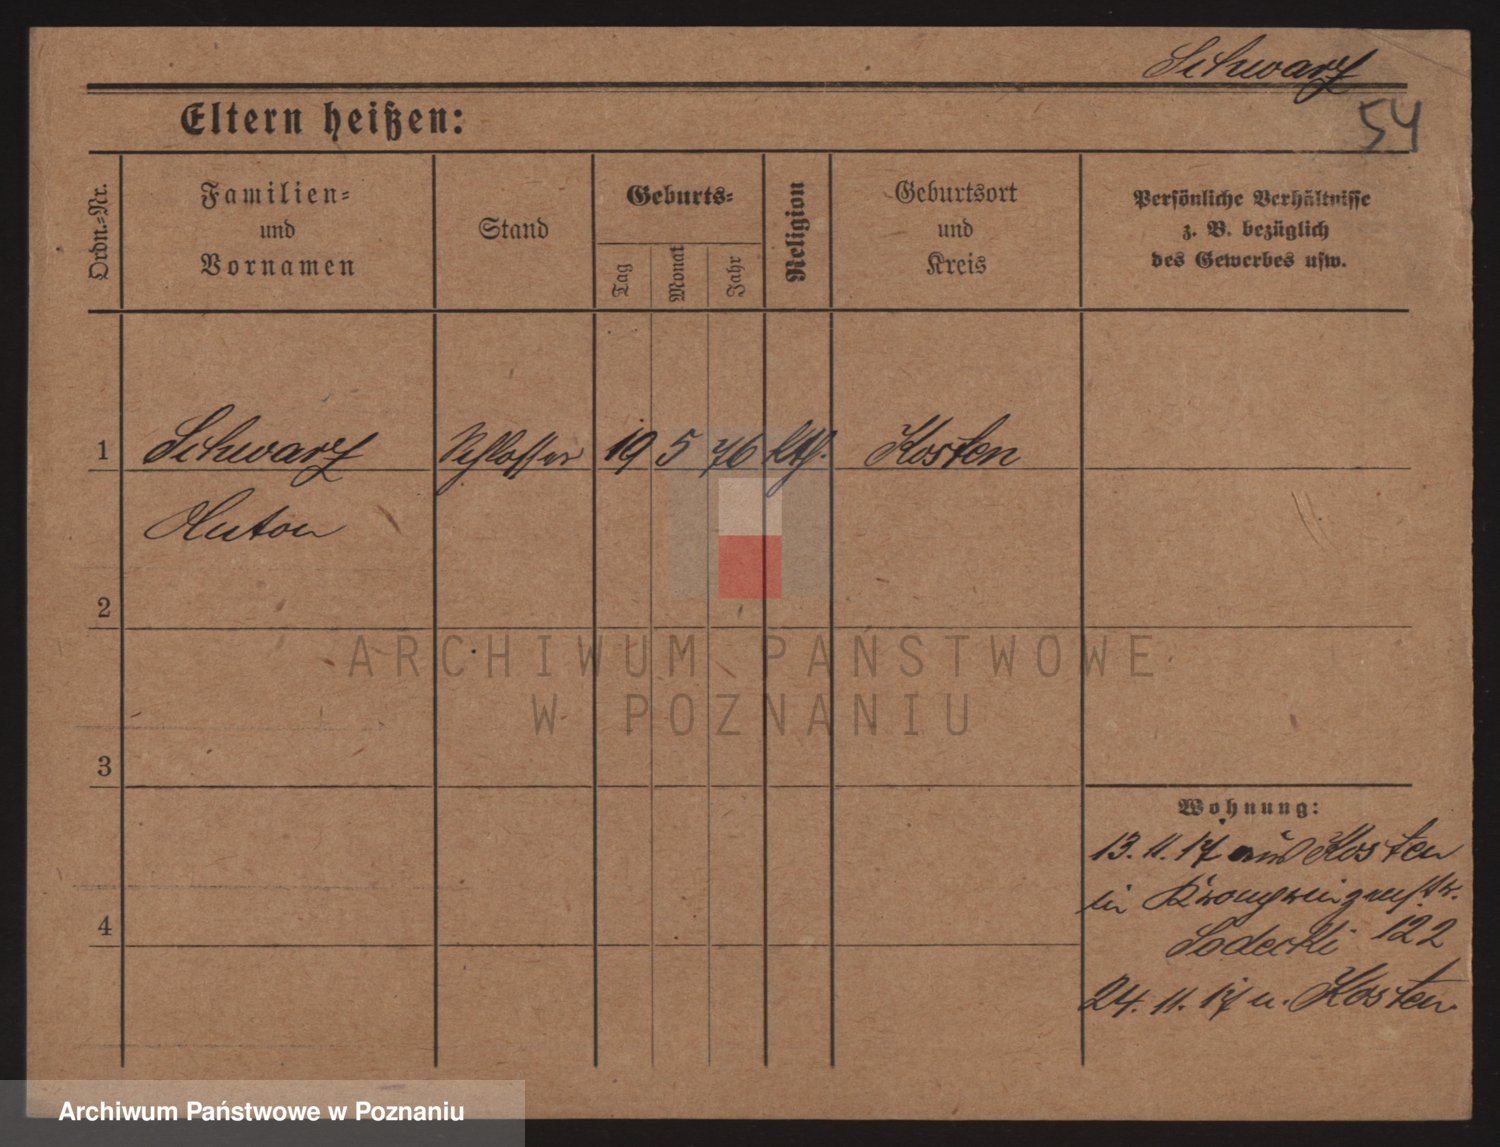 Schwarz
54
Eltern heißen:
Ordn.=Nr.
Familien=
und
Vornamen
Stand
Geburts=
Tag
Monat
Jahr
Religion
Geburtsort
und
Kreis
Persönliche Verhältnisse
z. B. bezüglich
des Gewerbes usw.
1 Schwarz Schlosser 19 5 76 kth. Kosten
Anton
2
ARCHIWUM PAŃSTWOWE
W POZNANIU
3
Wohnung:
13. 11. 17 aus Kosten
in
4
122
24. 11. 17 n. Kosten
Archiwum Państwowe w Poznaniu